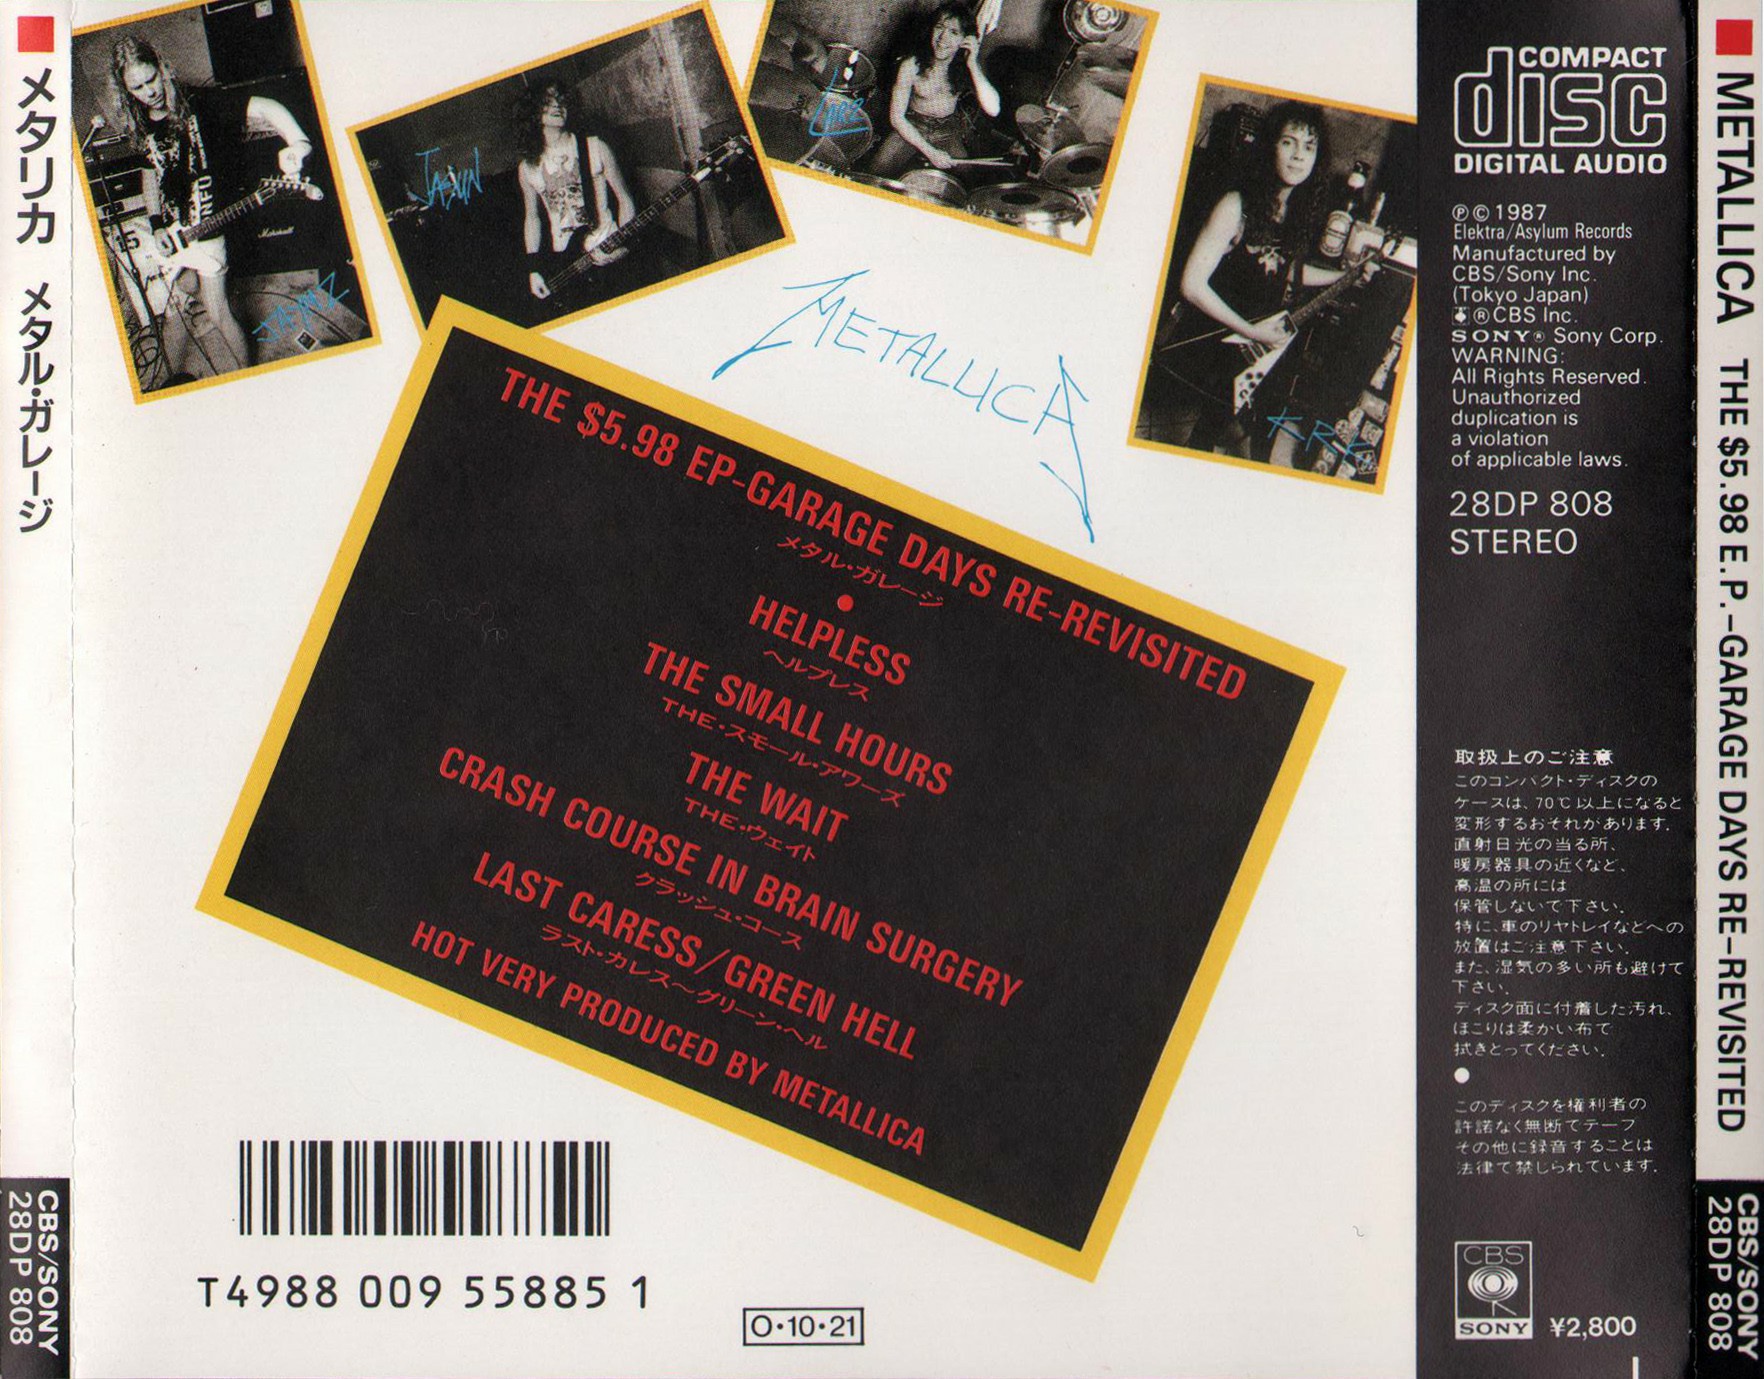 メタリカ メタル・ガレージ
CBS/SONY
28DP 808
JAYMZ
Marshall
JASUN
LARZ
KRK
METALLICA
THE $5.98 EP-GARAGE DAYS RE-REVISITED
メタル・ガレージ
HELPLESS
ヘルプレス
THE SMALL HOURS
THE・スモール・アワーズ
THE WAIT
THE・ウェイト
CRASH COURSE IN BRAIN SURGERY
クラッシュ・コース
LAST CARESS/GREEN HELL
ラスト・カレス〜グリーン・ヘル
HOT VERY PRODUCED BY METALLICA
T4988 009 55885 1
O・10・21
COMPACT
disc
DIGITAL AUDIO
Ⓟ © 1987
Elektra/Asylum Records
Manufactured by
CBS/Sony Inc.
(Tokyo Japan)
® CBS Inc.
SONY® Sony Corp.
WARNING:
All Rights Reserved.
Unauthorized
duplication is
a violation
of applicable laws.
28DP 808
STEREO
取扱上のご注意
このコンパクト・ディスクの
ケースは、70℃以上になると
変形するおそれがあります。
直射日光の当る所、
暖房器具の近くなど、
高温の所には
保管しないで下さい。
特に、車のリヤトレイなどへの
放置はご注意下さい。
また、湿気の多い所も避けて
下さい。
ディスク面に付着した汚れ、
ほこりは柔かい布で
拭きとってください。
●
このディスクを権利者の
許諾なく無断でテープ
その他に録音することは
法律で禁じられています。
CBS
SONY
¥2,800
METALLICA THE $5.98 E.P.-GARAGE DAYS RE-REVISITED
CBS/SONY
28DP 808